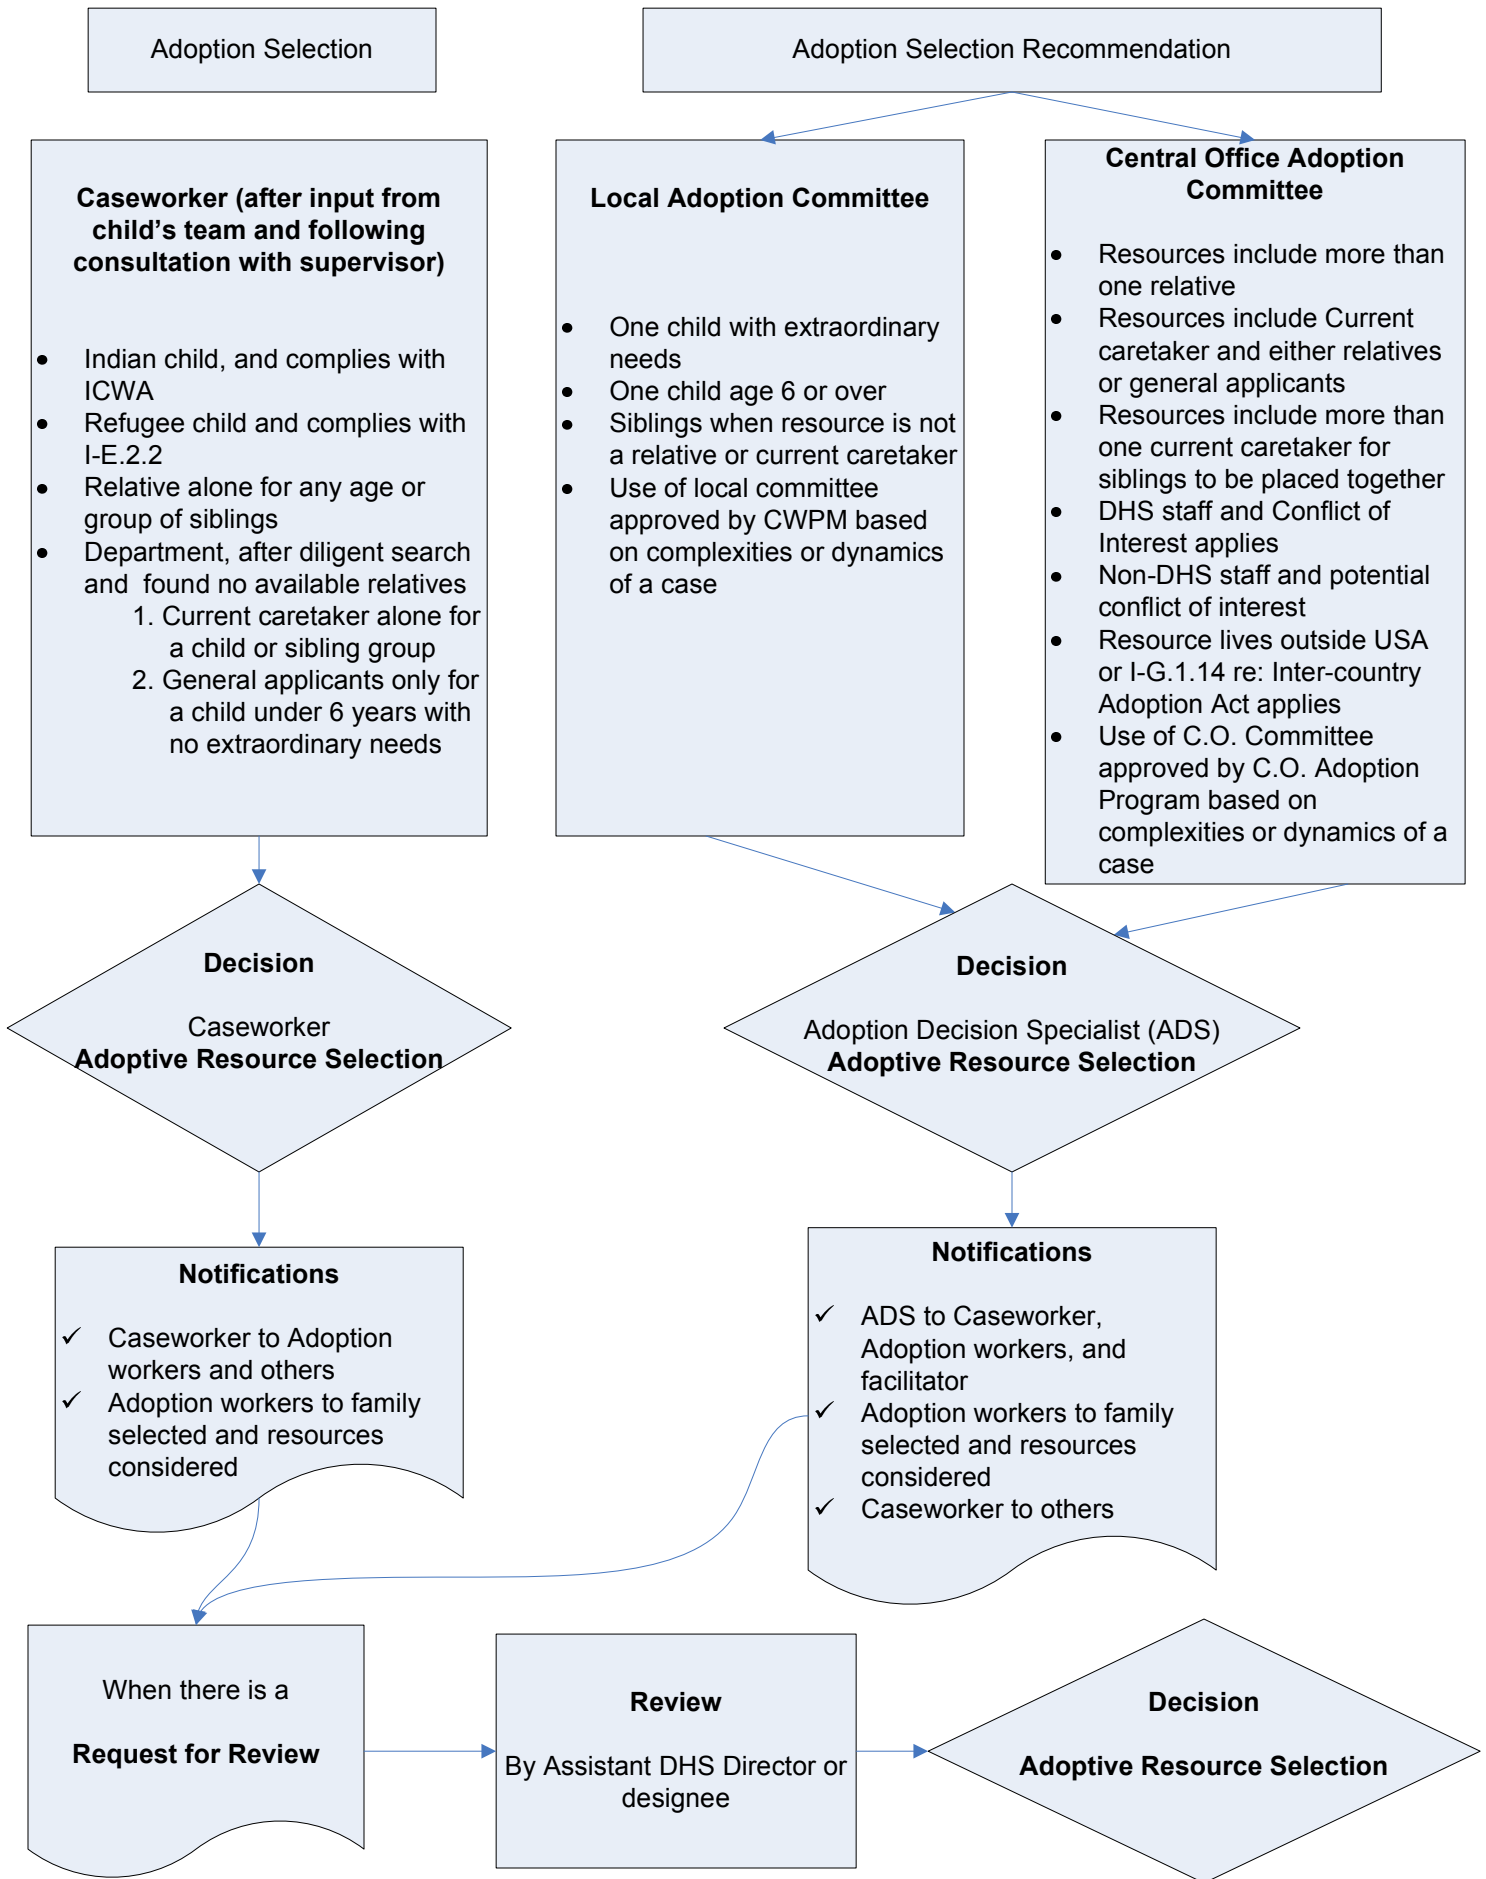 Adoption Selection
Adoption Selection Recommendation
Caseworker (after input from
child’s team and following
consultation with supervisor)
• Indian child, and complies with
ICWA
• Refugee child and complies with
I-E.2.2
• Relative alone for any age or
group of siblings
• Department, after diligent search
and found no available relatives
1. Current caretaker alone for
a child or sibling group
2. General applicants only for
a child under 6 years with
no extraordinary needs
Local Adoption Committee
• One child with extraordinary
needs
• One child age 6 or over
• Siblings when resource is not
a relative or current caretaker
• Use of local committee
approved by CWPM based
on complexities or dynamics
of a case
Central Office Adoption
Committee
• Resources include more than
one relative
• Resources include Current
caretaker and either relatives
or general applicants
• Resources include more than
one current caretaker for
siblings to be placed together
• DHS staff and Conflict of
Interest applies
• Non-DHS staff and potential
conflict of interest
• Resource lives outside USA
or I-G.1.14 re: Inter-country
Adoption Act applies
• Use of C.O. Committee
approved by C.O. Adoption
Program based on
complexities or dynamics of a
case
Decision
Caseworker
Adoptive Resource Selection
Decision
Adoption Decision Specialist (ADS)
Adoptive Resource Selection
Notifications
✓ Caseworker to Adoption
workers and others
✓ Adoption workers to family
selected and resources
considered
Notifications
✓ ADS to Caseworker,
Adoption workers, and
facilitator
✓ Adoption workers to family
selected and resources
considered
✓ Caseworker to others
When there is a
Request for Review
Review
By Assistant DHS Director or
designee
Decision
Adoptive Resource Selection